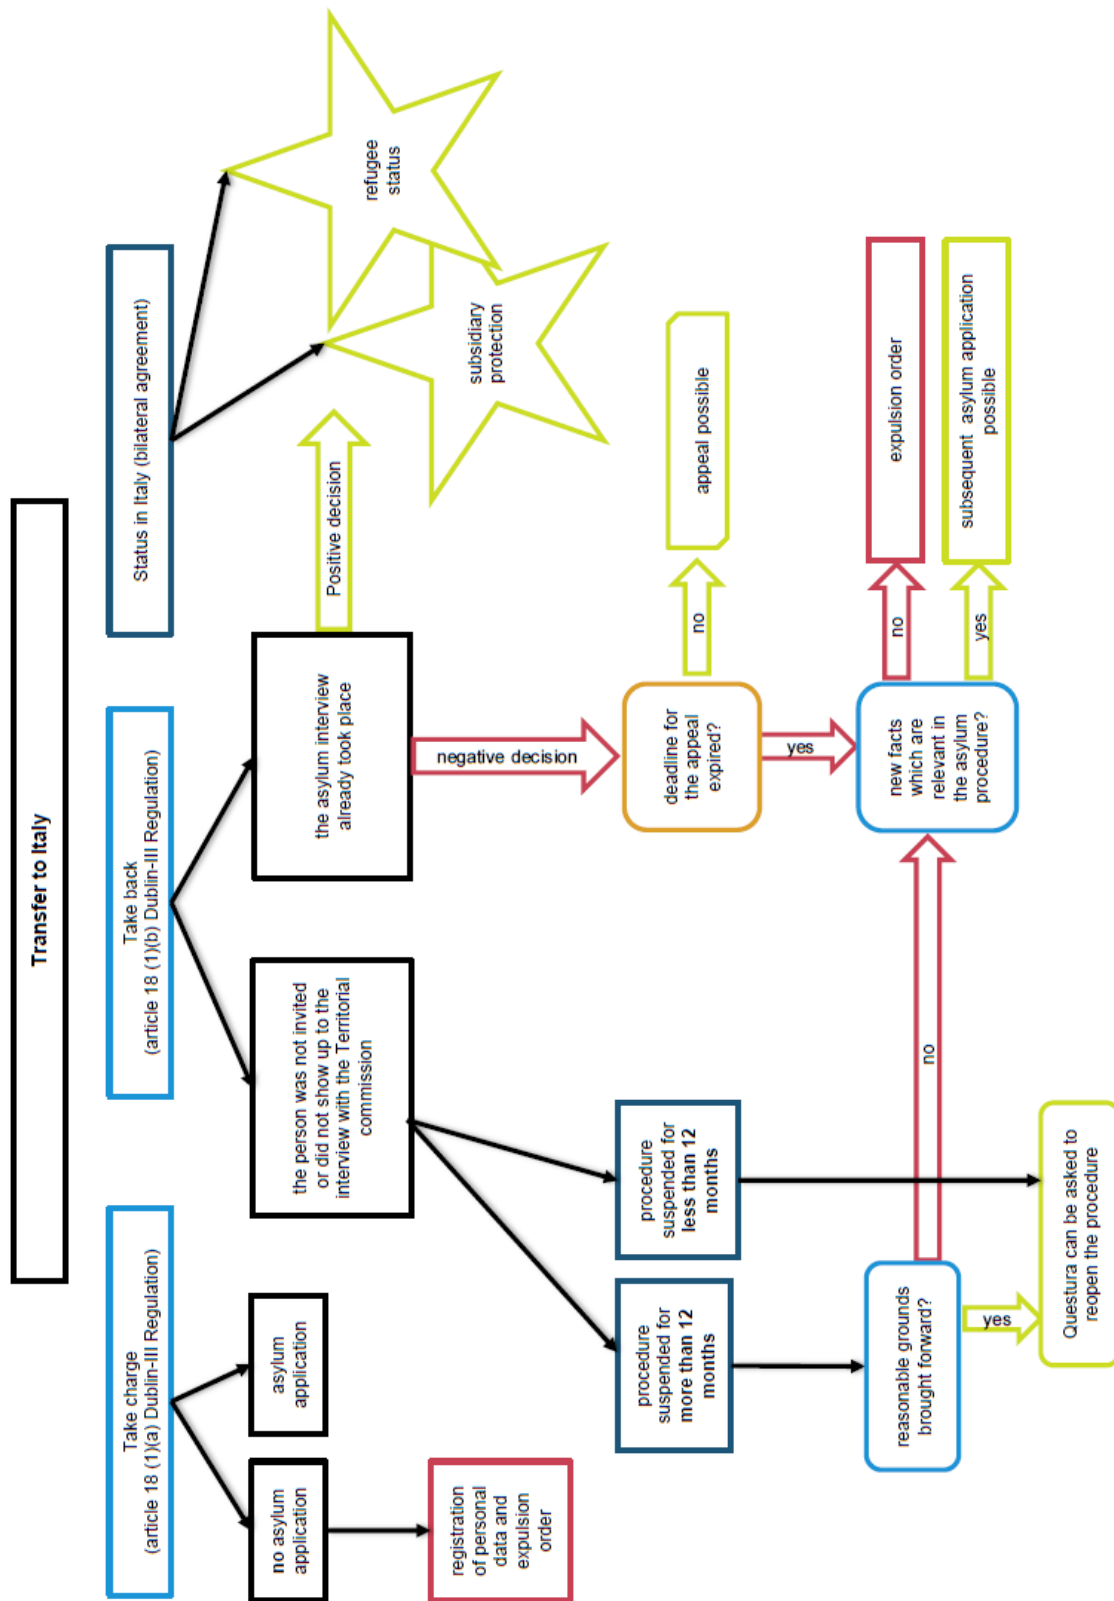 Transfer to Italy
Take charge
(article 18 (1)(a) Dublin-III Regulation)
Take back
(article 18 (1)(b) Dublin-III Regulation)
Status in Italy (bilateral agreement)
no asylum
application
asylum
application
the person was not invited
or did not show up to the
interview with the Territorial
commission
the asylum interview
already took place
Positive decision
refugee
status
subsidiary
protection
registration
of personal
data and
expulsion
order
negative decision
procedure
suspended for
more than 12
months
procedure
suspended for
less than 12
months
deadline for
the appeal
expired?
no
appeal possible
yes
reasonable grounds
brought forward?
no
new facts
which are
relevant in
the asylum
procedure?
no
expulsion order
yes
subsequent asylum application
possible
yes
Questura can be asked to
reopen the procedure